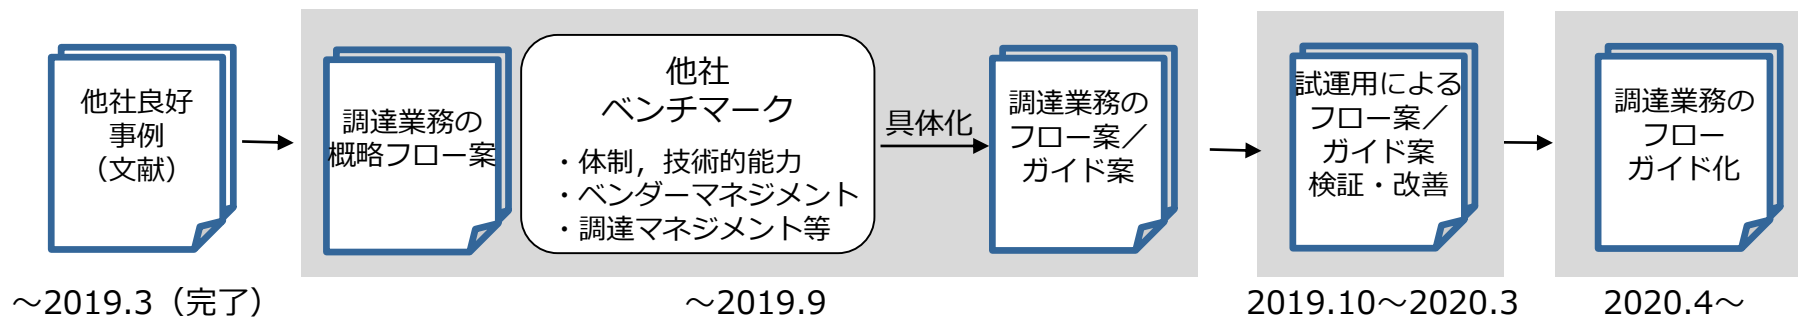 他社良好
事例
（文献）
調達業務の
概略フロー案
他社
ベンチマーク
・体制，技術的能力
・ベンダーマネジメント
・調達マネジメント等
具体化
調達業務の
フロー案／
ガイド案
試運用による
フロー案／
ガイド案
検証・改善
調達業務の
フロー
ガイド化
～2019.3（完了）
～2019.9
2019.10～2020.3
2020.4～